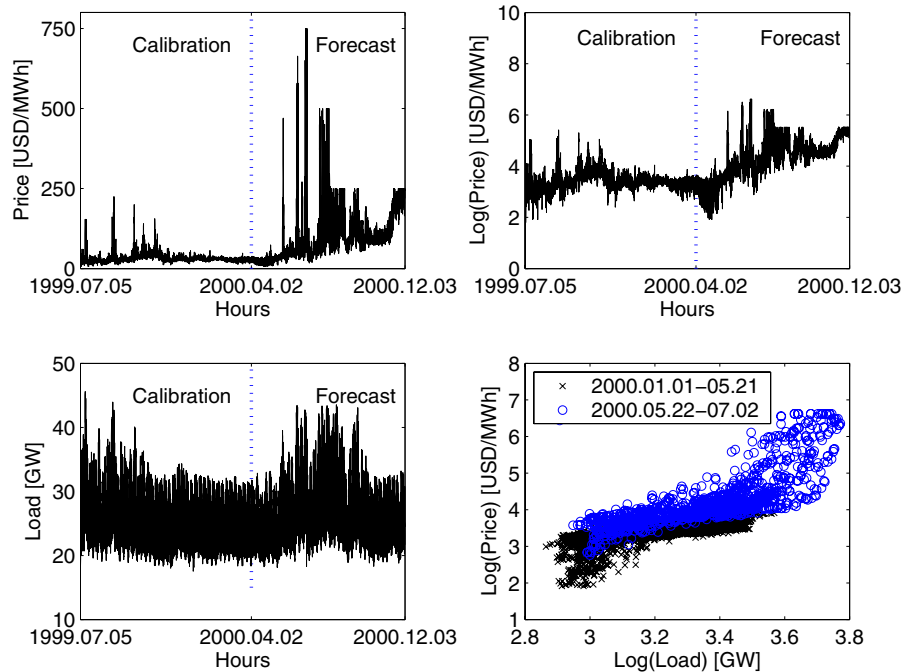 750
500
250
0
Price [USD/MWh]
Calibration
Forecast
1999.07.05
2000.04.02
2000.12.03
Hours
10
8
6
4
2
0
Log(Price) [USD/MWh]
Calibration
Forecast
1999.07.05
2000.04.02
2000.12.03
Hours
50
40
30
20
10
Load [GW]
Calibration
Forecast
1999.07.05
2000.04.02
2000.12.03
Hours
8
7
6
5
4
3
2
1
Log(Price) [USD/MWh]
2000.01.01−05.21
2000.05.22−07.02
2.8
3
3.2
3.4
3.6
3.8
Log(Load) [GW]